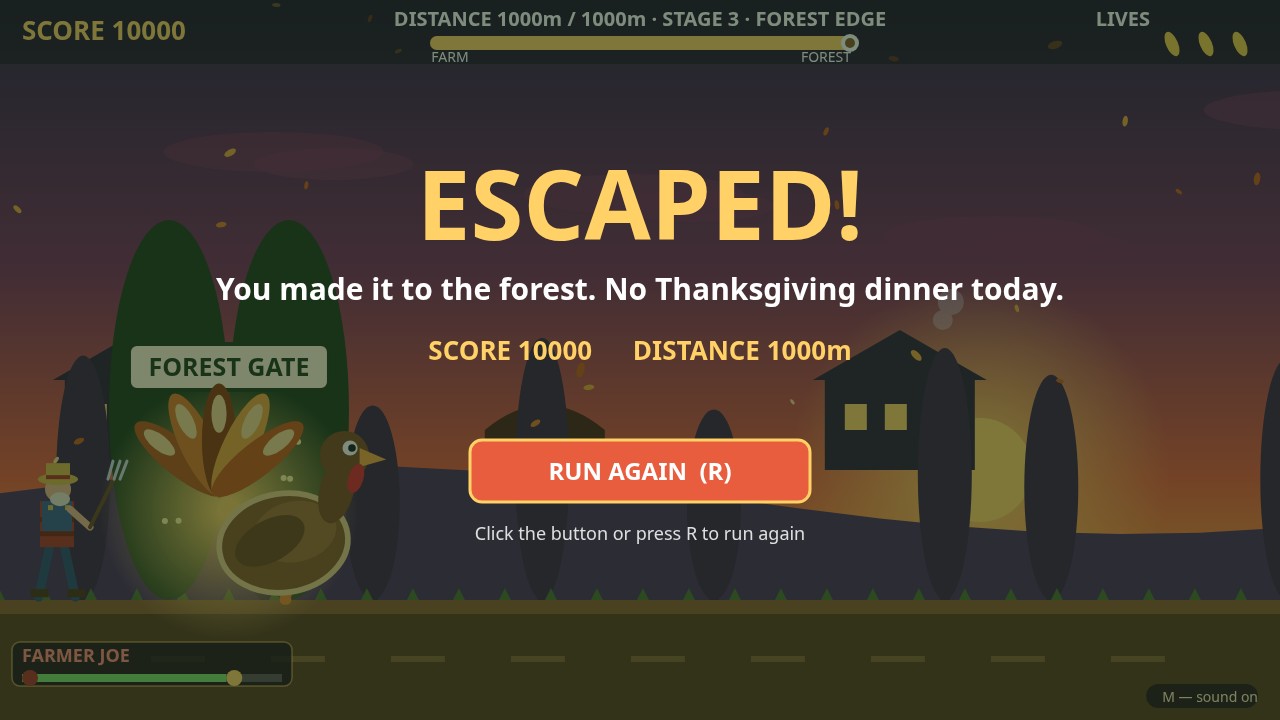 SCORE 10000
DISTANCE 1000m / 1000m · STAGE 3 · FOREST EDGE
LIVES
FARM
FOREST
ESCAPED!
You made it to the forest. No Thanksgiving dinner today.
SCORE 10000 DISTANCE 1000m
FOREST GATE
RUN AGAIN (R)
Click the button or press R to run again
FARMER JOE
M — sound on